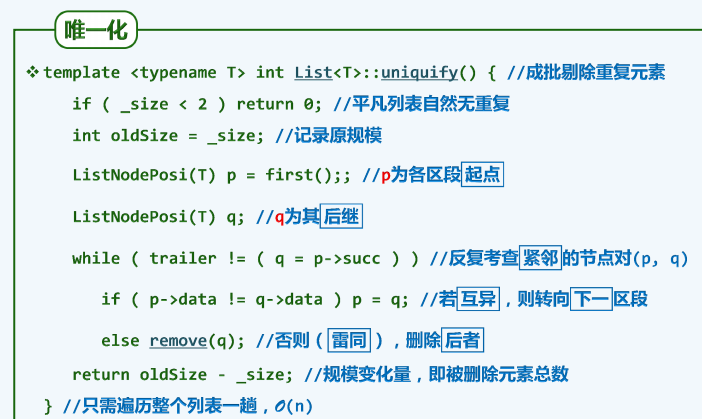 唯一化
❖ template <typename T> int List<T>::uniquify() { //成批剔除重复元素
if ( _size < 2 ) return 0; //平凡列表自然无重复
int oldSize = _size; //记录原规模
ListNodePosi(T) p = first();; //p为各区段起点
ListNodePosi(T) q; //q为其后继
while ( trailer != ( q = p->succ ) ) //反复考查紧邻的节点对(p, q)
if ( p->data != q->data ) p = q; //若互异，则转向下一区段
else remove(q); //否则（雷同），删除后者
return oldSize - _size; //规模变化量，即被删除元素总数
} //只需遍历整个列表一趟，O(n)